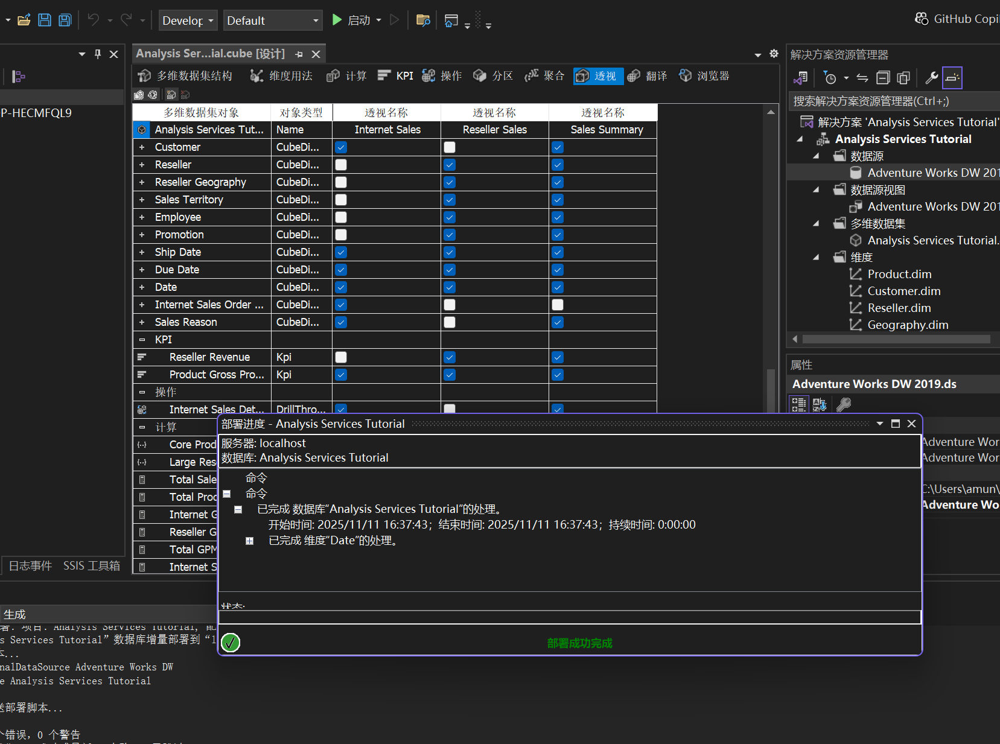 Develop
Default
启动
GitHub Copi
P-HECMFQL9
日志事件 SSIS 工具箱
Analysis Ser...ial.cube [设计]
多维数据集结构 维度用法 计算 KPI 操作 分区 聚合 透视 翻译 浏览器
多维数据集对象 对象类型 透视名称 透视名称 透视名称
Analysis Services Tut... Name Internet Sales Reseller Sales Sales Summary
Customer CubeDi...
Reseller CubeDi...
Reseller Geography CubeDi...
Sales Territory CubeDi...
Employee CubeDi...
Promotion CubeDi...
Ship Date CubeDi...
Due Date CubeDi...
Date CubeDi...
Internet Sales Order ... CubeDi...
Sales Reason CubeDi...
KPI
Reseller Revenue Kpi
Product Gross Pro... Kpi
操作
Internet Sales Det... DrillThro...
计算
Core Prod
Large Res
Total Sale
Total Prod
Internet G
Reseller G
Total GPM
Internet S
解决方案资源管理器
搜索解决方案资源管理器(Ctrl+;)
解决方案 'Analysis Services Tutorial'
Analysis Services Tutorial
数据源
Adventure Works DW 201
数据源视图
Adventure Works DW 201
多维数据集
Analysis Services Tutorial.
维度
Product.dim
Customer.dim
Reseller.dim
Geography.dim
属性
Adventure Works DW 2019.ds
Adventure Wor
Adventure Wor
C:\Users\amun\
Adventure Wo
部署进度 - Analysis Services Tutorial
服务器: localhost
数据库: Analysis Services Tutorial
命令
命令
已完成 数据库“Analysis Services Tutorial”的处理。
开始时间: 2025/11/11 16:37:43；结束时间: 2025/11/11 16:37:43；持续时间: 0:00:00
已完成 维度“Date”的处理。
状态:
部署成功完成
生成
署: 项目: Analysis Services Tutorial, 配
s Services Tutorial” 数据库增量部署到 “l
本...
nalDataSource Adventure Works DW
e Analysis Services Tutorial
送部署脚本...
个错误，0 个警告